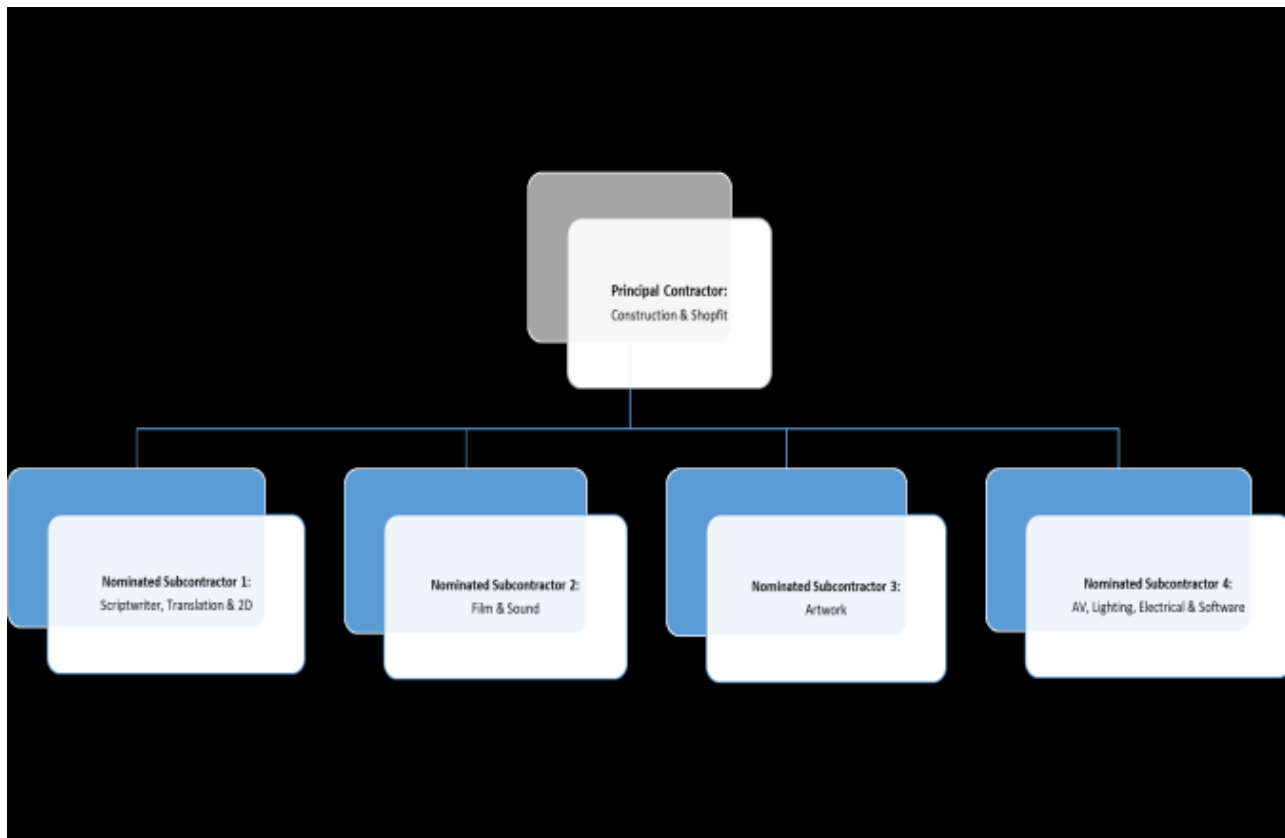 Principal Contractor:
Construction & Shopfit
Nominated Subcontractor 1:
Scriptwriter, Translation & 2D
Nominated Subcontractor 2:
Film & Sound
Nominated Subcontractor 3:
Artwork
Nominated Subcontractor 4:
AV, Lighting, Electrical & Software